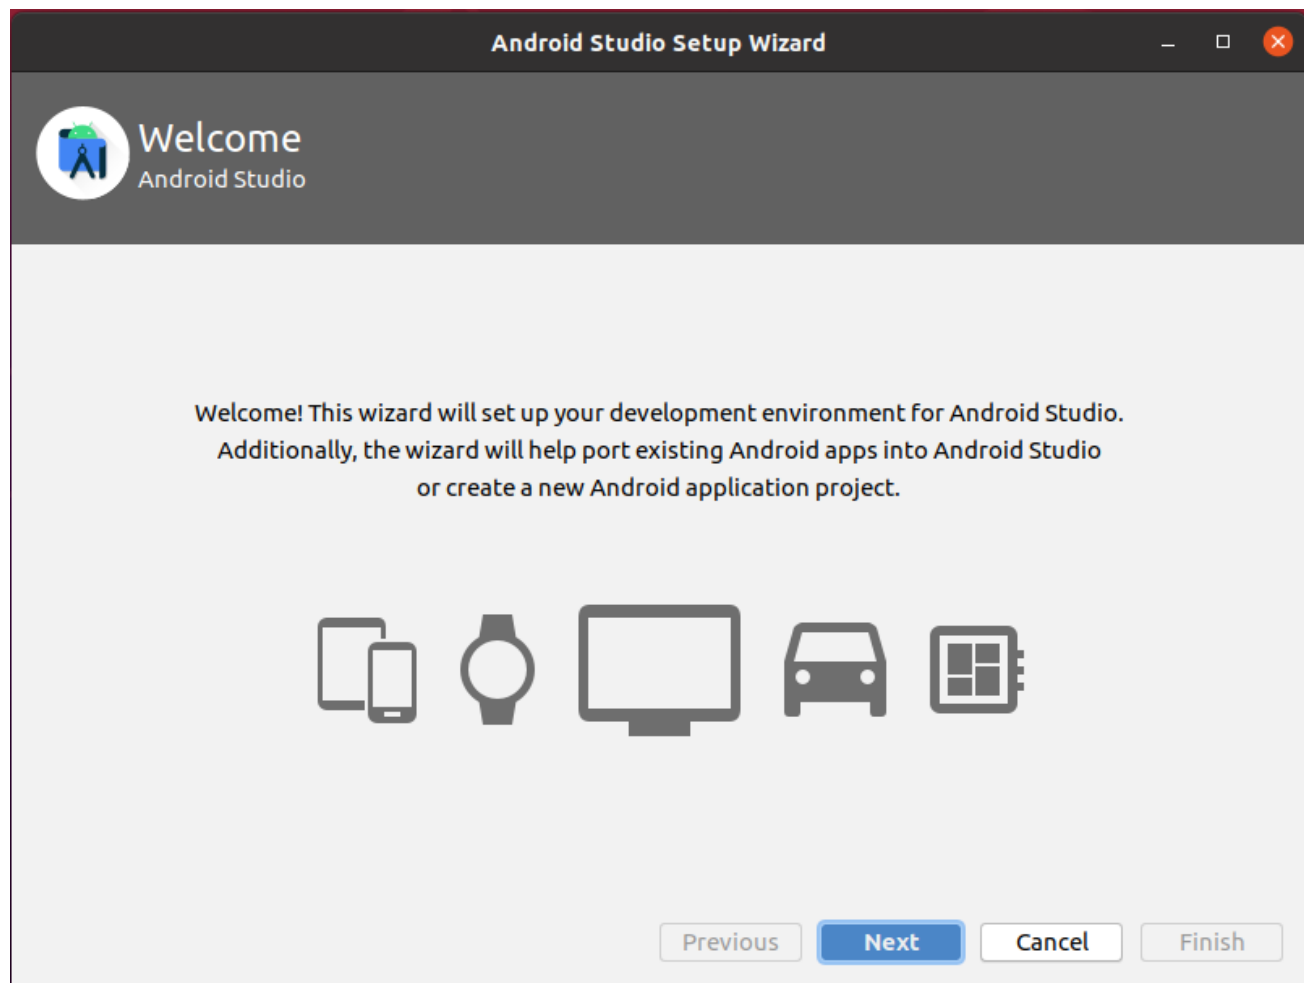 Android Studio Setup Wizard
Welcome
Android Studio
Welcome! This wizard will set up your development environment for Android Studio.
Additionally, the wizard will help port existing Android apps into Android Studio
or create a new Android application project.
Previous Next Cancel Finish